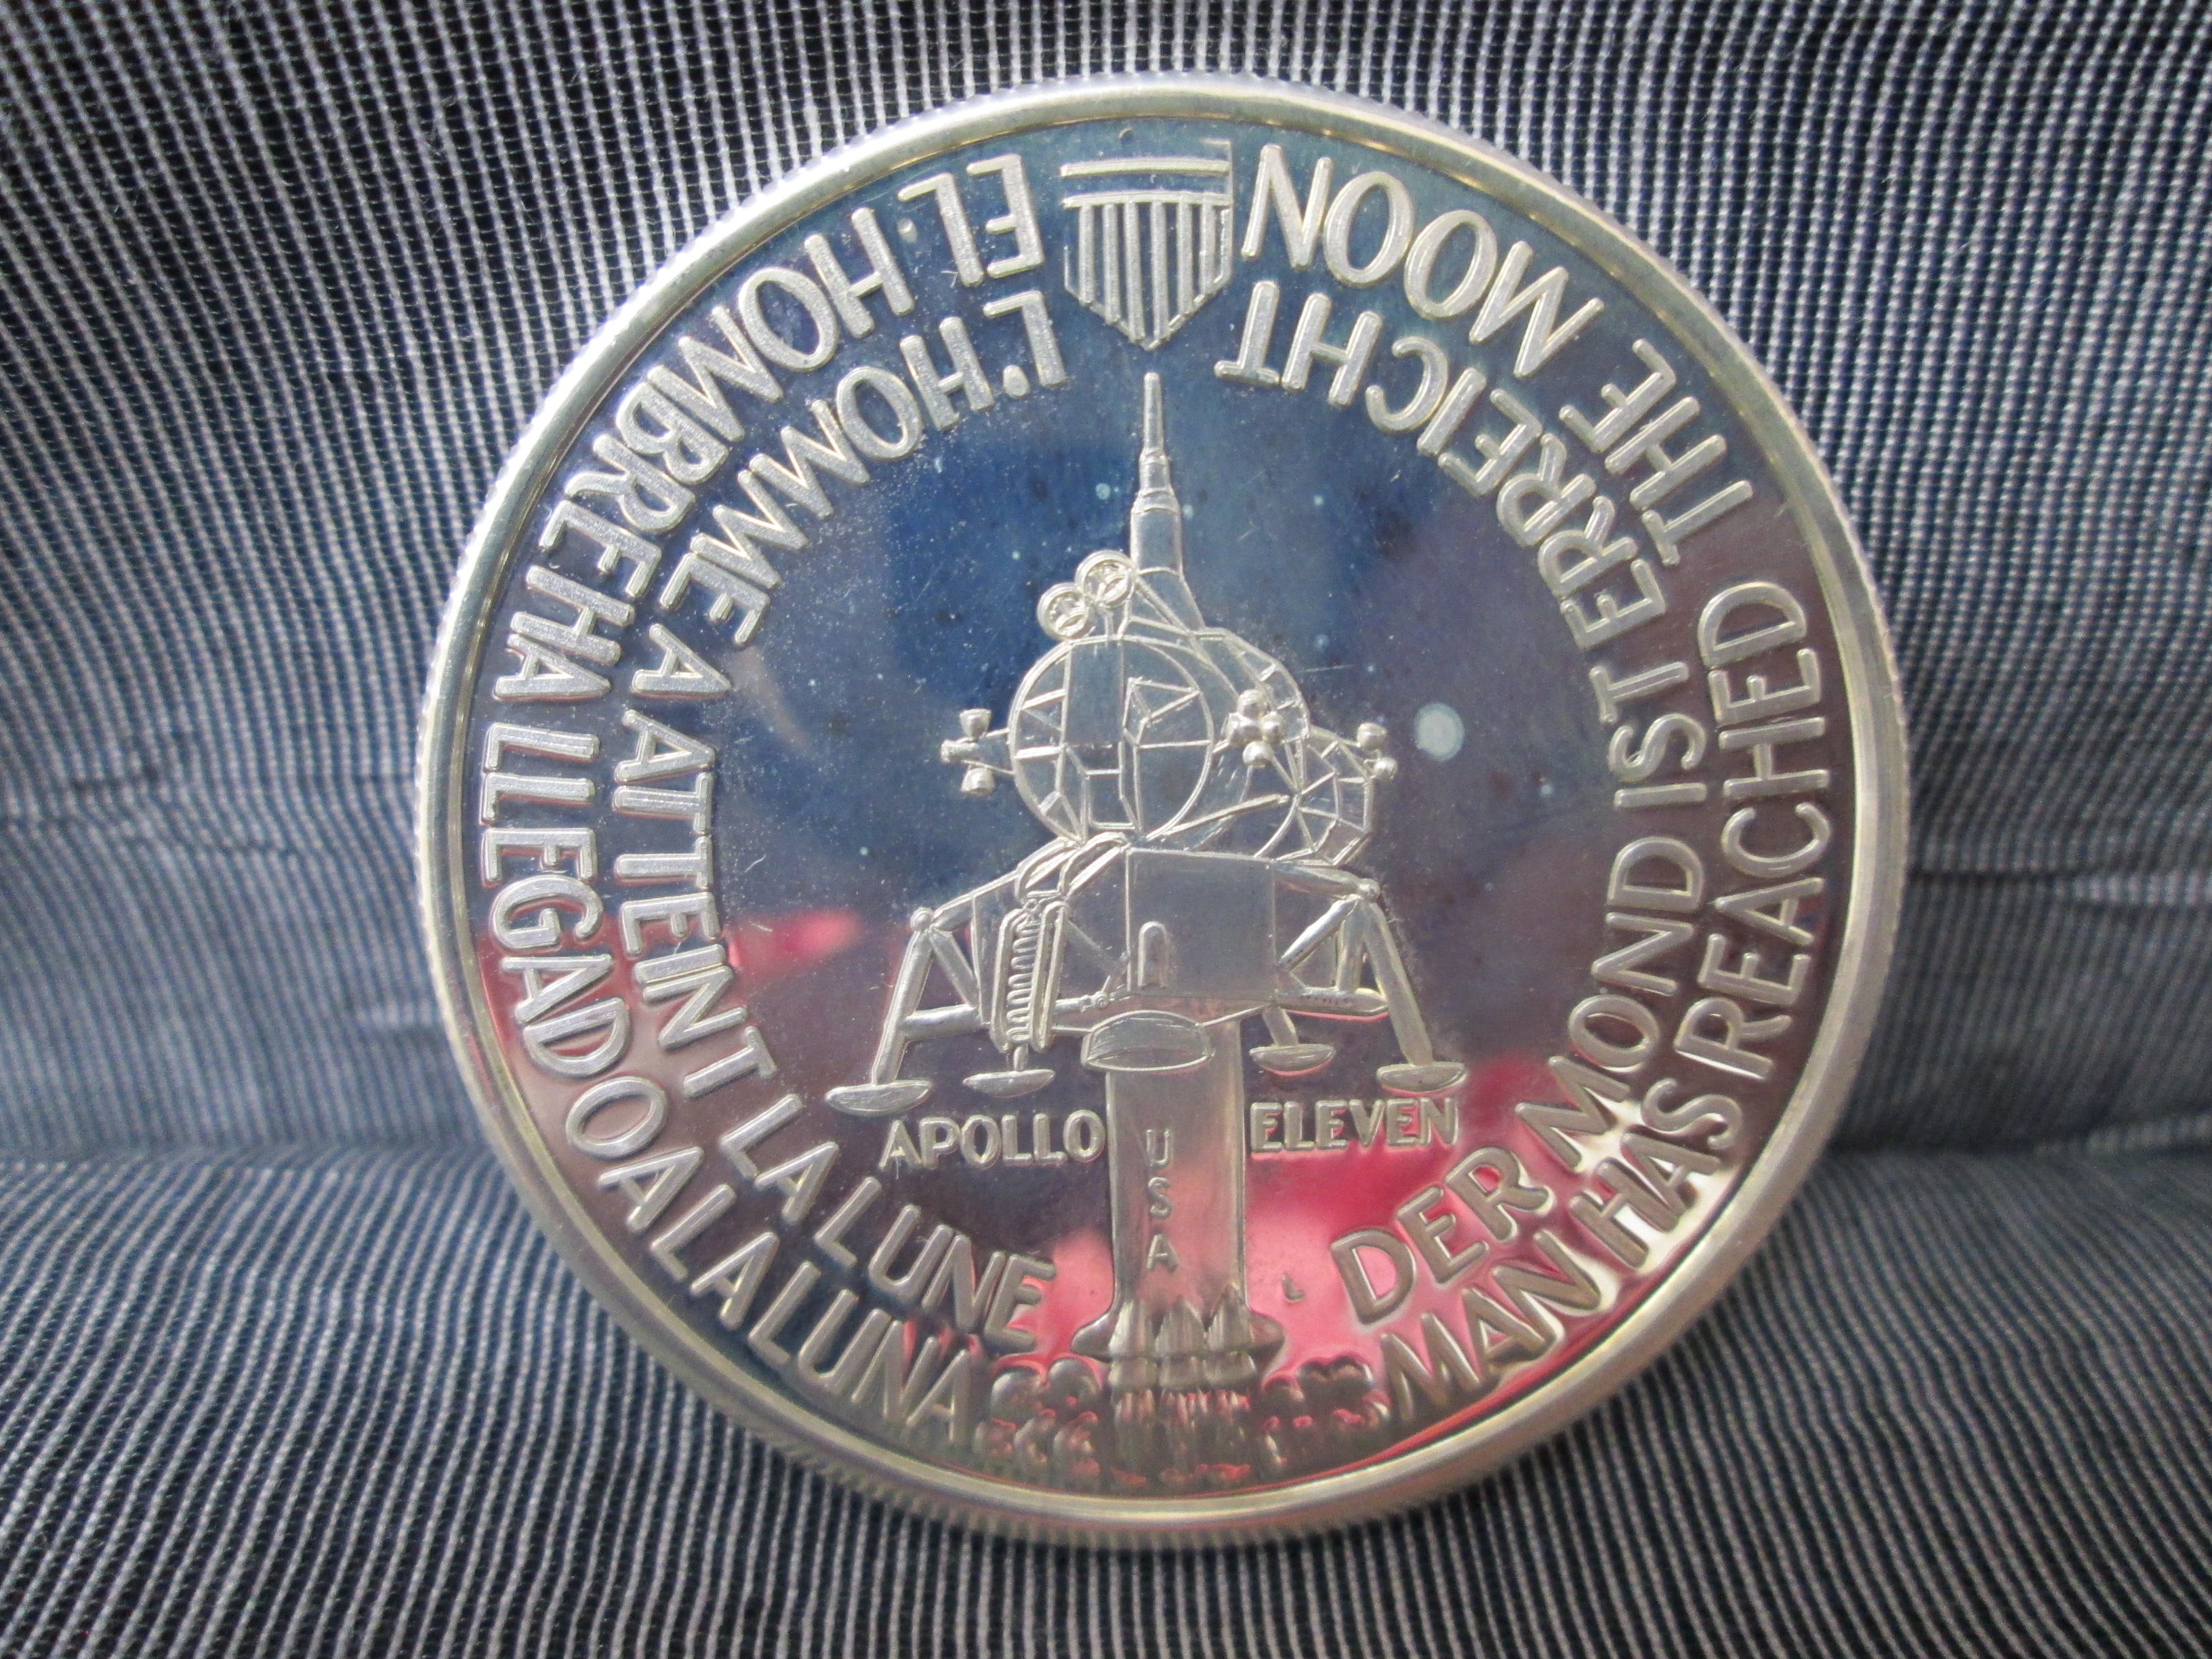 EL HOMBRE HA LLEGADO A LA LUNA
L'HOMME A ATTEINT LA LUNE
MAN HAS REACHED THE MOON
DER MOND IST ERREICHT
APOLLO ELEVEN
USA